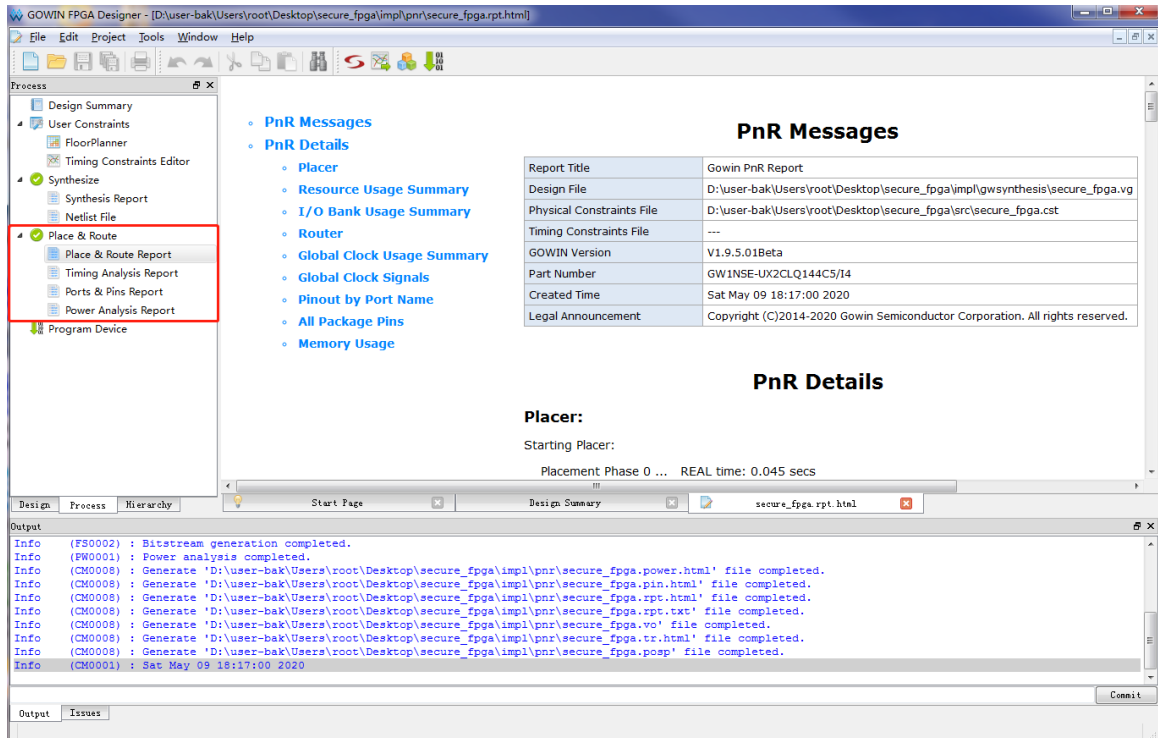 GOWIN FPGA Designer - [D:\user-bak\Users\root\Desktop\secure_fpga\impl\pnr\secure_fpga.rpt.html]
File Edit Project Tools Window Help
Process
Design Summary
User Constraints
FloorPlanner
Timing Constraints Editor
Synthesize
Synthesis Report
Netlist File
Place & Route
Place & Route Report
Timing Analysis Report
Ports & Pins Report
Power Analysis Report
Program Device
Design Process Hierarchy
PnR Messages
PnR Details
Placer
Resource Usage Summary
I/O Bank Usage Summary
Router
Global Clock Usage Summary
Global Clock Signals
Pinout by Port Name
All Package Pins
Memory Usage
PnR Messages
Report Title Gowin PnR Report
Design File D:\user-bak\Users\root\Desktop\secure_fpga\impl\gwsynthesis\secure_fpga.vg
Physical Constraints File D:\user-bak\Users\root\Desktop\secure_fpga\src\secure_fpga.cst
Timing Constraints File ---
GOWIN Version V1.9.5.01Beta
Part Number GW1NSE-UX2CLQ144C5/I4
Created Time Sat May 09 18:17:00 2020
Legal Announcement Copyright (C)2014-2020 Gowin Semiconductor Corporation. All rights reserved.
PnR Details
Placer:
Starting Placer:
Placement Phase 0 ... REAL time: 0.045 secs
Start Page Design Summary secure_fpga.rpt.html
Output
Info (FS0002) : Bitstream generation completed.
Info (PW0001) : Power analysis completed.
Info (CM0008) : Generate 'D:\user-bak\Users\root\Desktop\secure_fpga\impl\pnr\secure_fpga.power.html' file completed.
Info (CM0008) : Generate 'D:\user-bak\Users\root\Desktop\secure_fpga\impl\pnr\secure_fpga.pin.html' file completed.
Info (CM0008) : Generate 'D:\user-bak\Users\root\Desktop\secure_fpga\impl\pnr\secure_fpga.rpt.html' file completed.
Info (CM0008) : Generate 'D:\user-bak\Users\root\Desktop\secure_fpga\impl\pnr\secure_fpga.rpt.txt' file completed.
Info (CM0008) : Generate 'D:\user-bak\Users\root\Desktop\secure_fpga\impl\pnr\secure_fpga.vo' file completed.
Info (CM0008) : Generate 'D:\user-bak\Users\root\Desktop\secure_fpga\impl\pnr\secure_fpga.tr.html' file completed.
Info (CM0008) : Generate 'D:\user-bak\Users\root\Desktop\secure_fpga\impl\pnr\secure_fpga.posp' file completed.
Info (CM0001) : Sat May 09 18:17:00 2020
Commit
Output Issues